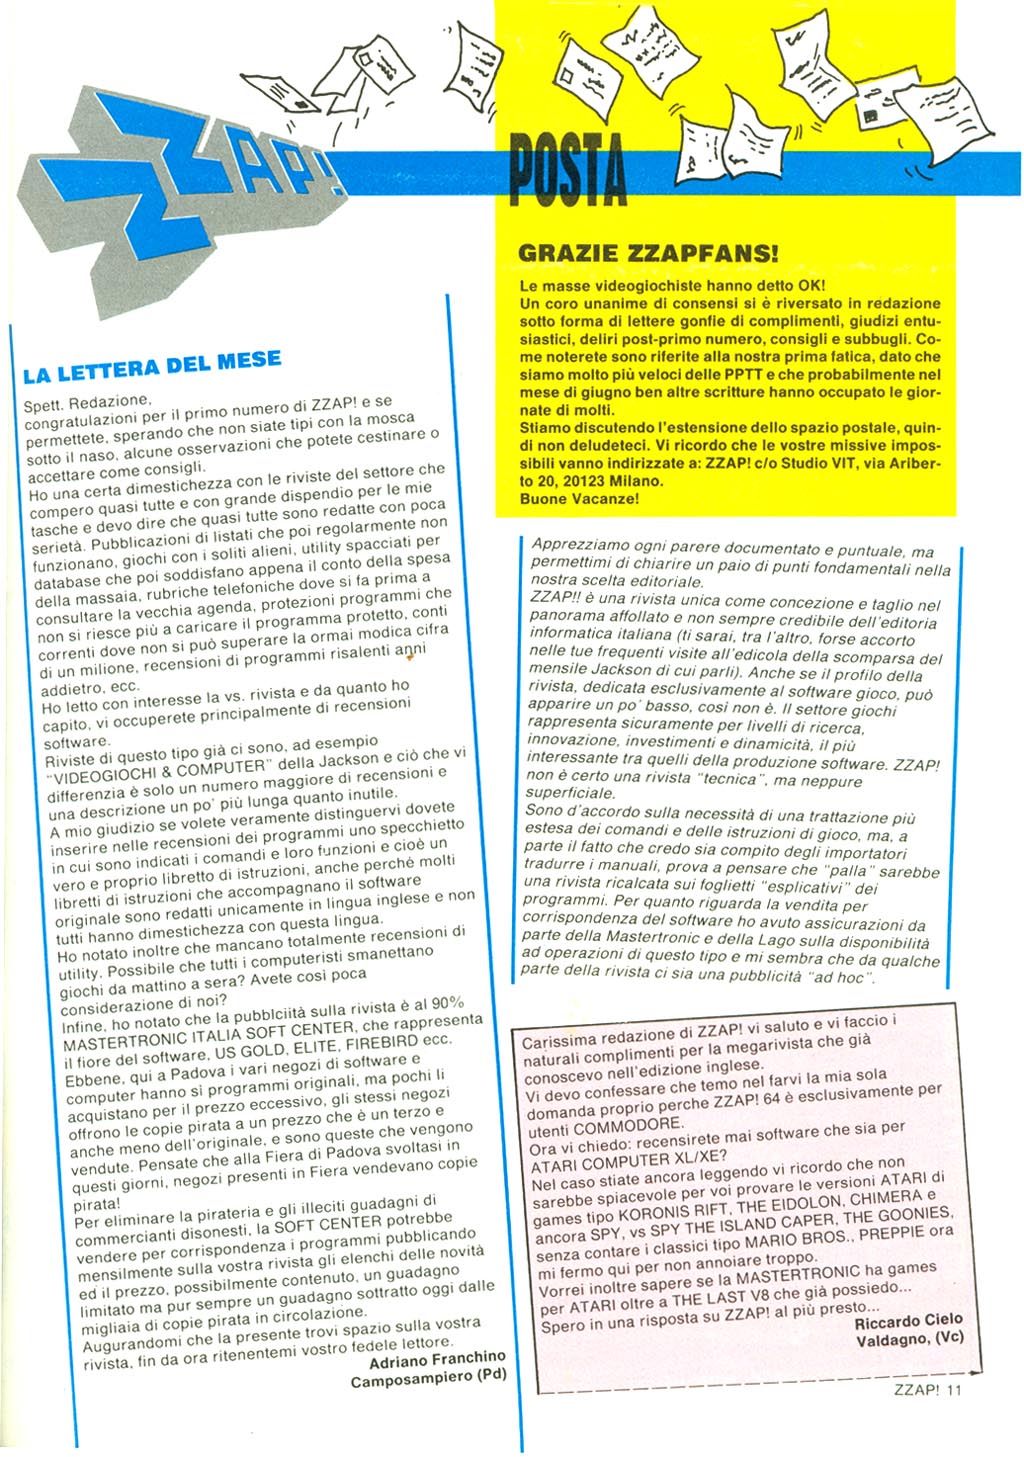 ZZAP!
POSTA
GRAZIE ZZAPFANS!
Le masse videogiochiste hanno detto OK!
Un coro unanime di consensi si è riversato in redazione
sotto forma di lettere gonfie di complimenti, giudizi entu-
siastici, deliri post-primo numero, consigli e subbugli. Co-
me noterete sono riferite alla nostra prima fatica, dato che
siamo molto più veloci delle PPTT e che probabilmente nel
mese di giugno ben altre scritture hanno occupato le gior-
nate di molti.
Stiamo discutendo l'estensione dello spazio postale, quin-
di non deludeteci. Vi ricordo che le vostre missive impos-
sibili vanno indirizzate a: ZZAP! c/o Studio VIT, via Ariber-
to 20, 20123 Milano.
Buone Vacanze!
LA LETTERA DEL MESE
Spett. Redazione,
congratulazioni per il primo numero di ZZAP! e se
permettete, sperando che non siate tipi con la mosca
sotto il naso, alcune osservazioni che potete cestinare o
accettare come consigli.
Ho una certa dimestichezza con le riviste del settore che
compero quasi tutte e con grande dispendio per le mie
tasche e devo dire che quasi tutte sono redatte con poca
serietà. Pubblicazioni di listati che poi regolarmente non
funzionano, giochi con i soliti alieni, utility spacciati per
database che poi soddisfano appena il conto della spesa
della massaia, rubriche telefoniche dove si fa prima a
consultare la vecchia agenda, protezioni programmi che
non si riesce più a caricare il programma protetto, conti
correnti dove non si può superare la ormai modica cifra
di un milione, recensioni di programmi risalenti anni
addietro, ecc.
Ho letto con interesse la vs. rivista e da quanto ho
capito, vi occuperete principalmente di recensioni
software.
Riviste di questo tipo già ci sono, ad esempio
"VIDEOGIOCHI & COMPUTER" della Jackson e ciò che vi
differenzia è solo un numero maggiore di recensioni e
una descrizione un po' più lunga quanto inutile.
A mio giudizio se volete veramente distinguervi dovete
inserire nelle recensioni dei programmi uno specchietto
in cui sono indicati i comandi e loro funzioni e cioè un
vero e proprio libretto di istruzioni, anche perché molti
libretti di istruzioni che accompagnano il software
originale sono redatti unicamente in lingua inglese e non
tutti hanno dimestichezza con questa lingua.
Ho notato inoltre che mancano totalmente recensioni di
utility. Possibile che tutti i computeristi smanettano
giochi da mattino a sera? Avete così poca
considerazione di noi?
Infine, ho notato che la pubblciità sulla rivista è al 90%
MASTERTRONIC ITALIA SOFT CENTER, che rappresenta
il fiore del software, US GOLD, ELITE, FIREBIRD ecc.
Ebbene, qui a Padova i vari negozi di software e
computer hanno sì programmi originali, ma pochi li
acquistano per il prezzo eccessivo, gli stessi negozi
offrono le copie pirata a un prezzo che è un terzo e
anche meno dell'originale, e sono queste che vengono
vendute. Pensate che alla Fiera di Padova svoltasi in
questi giorni, negozi presenti in Fiera vendevano copie
pirata!
Per eliminare la pirateria e gli illeciti guadagni di
commercianti disonesti, la SOFT CENTER potrebbe
vendere per corrispondenza i programmi pubblicando
mensilmente sulla vostra rivista gli elenchi delle novità
ed il prezzo, possibilmente contenuto, un guadagno
limitato ma pur sempre un guadagno sottratto oggi dalle
migliaia di copie pirata in circolazione.
Augurandomi che la presente trovi spazio sulla vostra
rivista, fin da ora ritenentemi vostro fedele lettore.
Adriano Franchino
Camposampiero (Pd)
Apprezziamo ogni parere documentato e puntuale, ma
permettimi di chiarire un paio di punti fondamentali nella
nostra scelta editoriale.
ZZAP!! è una rivista unica come concezione e taglio nel
panorama affollato e non sempre credibile dell'editoria
informatica italiana (ti sarai, tra l'altro, forse accorto
nelle tue frequenti visite all'edicola della scomparsa del
mensile Jackson di cui parli). Anche se il profilo della
rivista, dedicata esclusivamente al software gioco, può
apparire un po' basso, così non è. Il settore giochi
rappresenta sicuramente per livelli di ricerca,
innovazione, investimenti e dinamicità, il più
interessante tra quelli della produzione software. ZZAP!
non è certo una rivista "tecnica", ma neppure
superficiale.
Sono d'accordo sulla necessità di una trattazione più
estesa dei comandi e delle istruzioni di gioco, ma, a
parte il fatto che credo sia compito degli importatori
tradurre i manuali, prova a pensare che "palla" sarebbe
una rivista ricalcata sui foglietti "esplicativi" dei
programmi. Per quanto riguarda la vendita per
corrispondenza del software ho avuto assicurazioni da
parte della Mastertronic e della Lago sulla disponibilità
ad operazioni di questo tipo e mi sembra che da qualche
parte della rivista ci sia una pubblicità "ad hoc".
Carissima redazione di ZZAP! vi saluto e vi faccio i
naturali complimenti per la megarivista che già
conoscevo nell'edizione inglese.
Vi devo confessare che temo nel farvi la mia sola
domanda proprio perche ZZAP! 64 è esclusivamente per
utenti COMMODORE.
Ora vi chiedo: recensirete mai software che sia per
ATARI COMPUTER XL/XE?
Nel caso stiate ancora leggendo vi ricordo che non
sarebbe spiacevole per voi provare le versioni ATARI di
games tipo KORONIS RIFT, THE EIDOLON, CHIMERA e
ancora SPY, vs SPY THE ISLAND CAPER, THE GOONIES,
senza contare i classici tipo MARIO BROS., PREPPIE ora
mi fermo qui per non annoiare troppo.
Vorrei inoltre sapere se la MASTERTRONIC ha games
per ATARI oltre a THE LAST V8 che già possiedo...
Spero in una risposta su ZZAP! al più presto...
Riccardo Cielo
Valdagno, (Vc)
ZZAP! 11